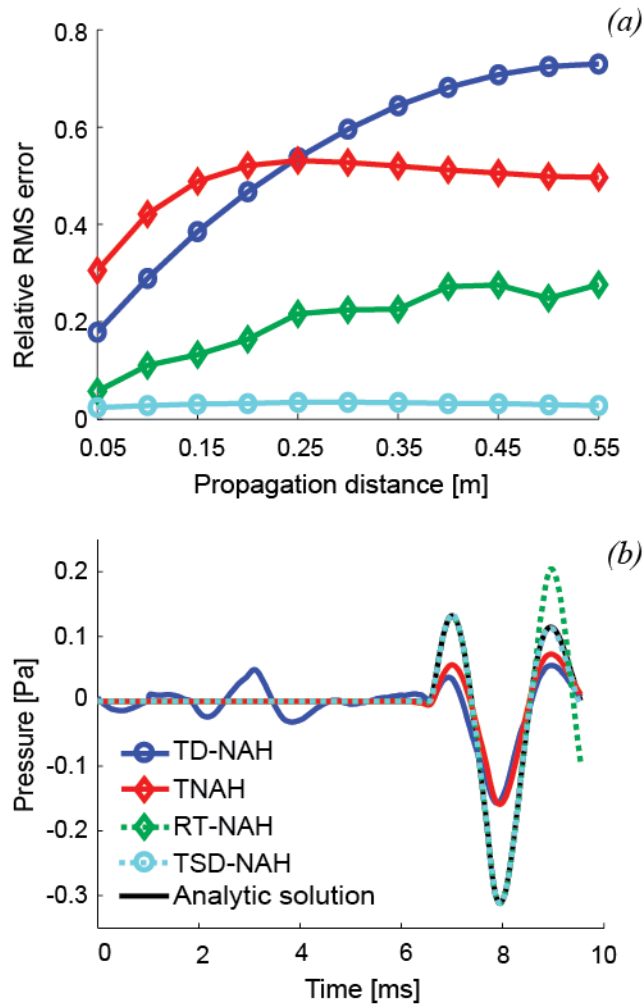 (a)
0.8
0.6
0.4
0.2
0
Relative RMS error
0.05 0.15 0.25 0.35 0.45 0.55
Propagation distance [m]
(b)
0.2
0.1
0
-0.1
-0.2
-0.3
Pressure [Pa]
TD-NAH
TNAH
RT-NAH
TSD-NAH
Analytic solution
0 2 4 6 8 10
Time [ms]